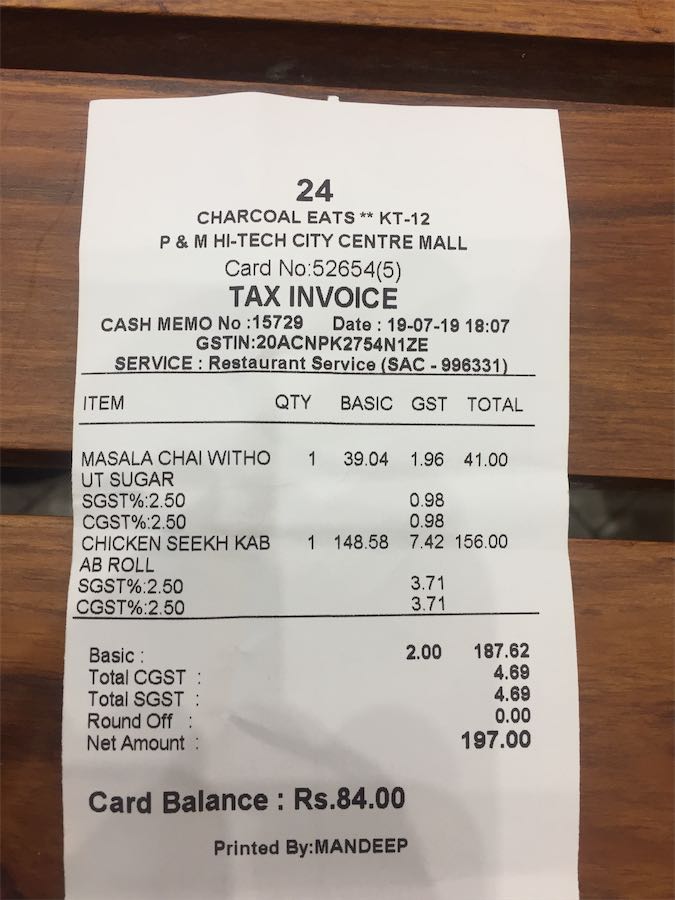 24
CHARCOAL EATS ** KT-12
P & M HI-TECH CITY CENTRE MALL
Card No:52654(5)
TAX INVOICE
CASH MEMO No :15729 Date : 19-07-19 18:07
GSTIN:20ACNPK2754N1ZE
SERVICE : Restaurant Service (SAC - 996331)
ITEM QTY BASIC GST TOTAL
MASALA CHAI WITHO 1 39.04 1.96 41.00
UT SUGAR
SGST%:2.50 0.98
CGST%:2.50 0.98
CHICKEN SEEKH KAB 1 148.58 7.42 156.00
AB ROLL
SGST%:2.50 3.71
CGST%:2.50 3.71
Basic : 2.00 187.62
Total CGST : 4.69
Total SGST : 4.69
Round Off : 0.00
Net Amount : 197.00
Card Balance : Rs.84.00
Printed By:MANDEEP